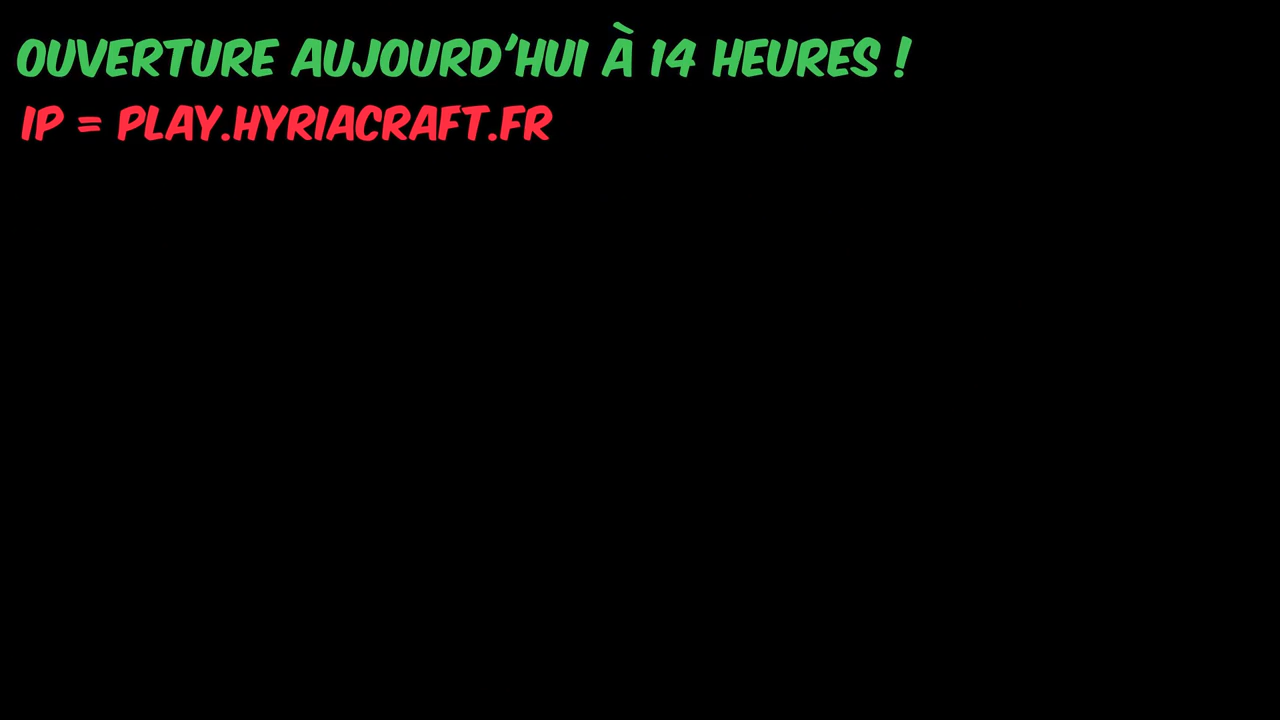 OUVERTURE AUJOURD'HUI À 14 HEURES !
IP = PLAY.HYRIACRAFT.FR